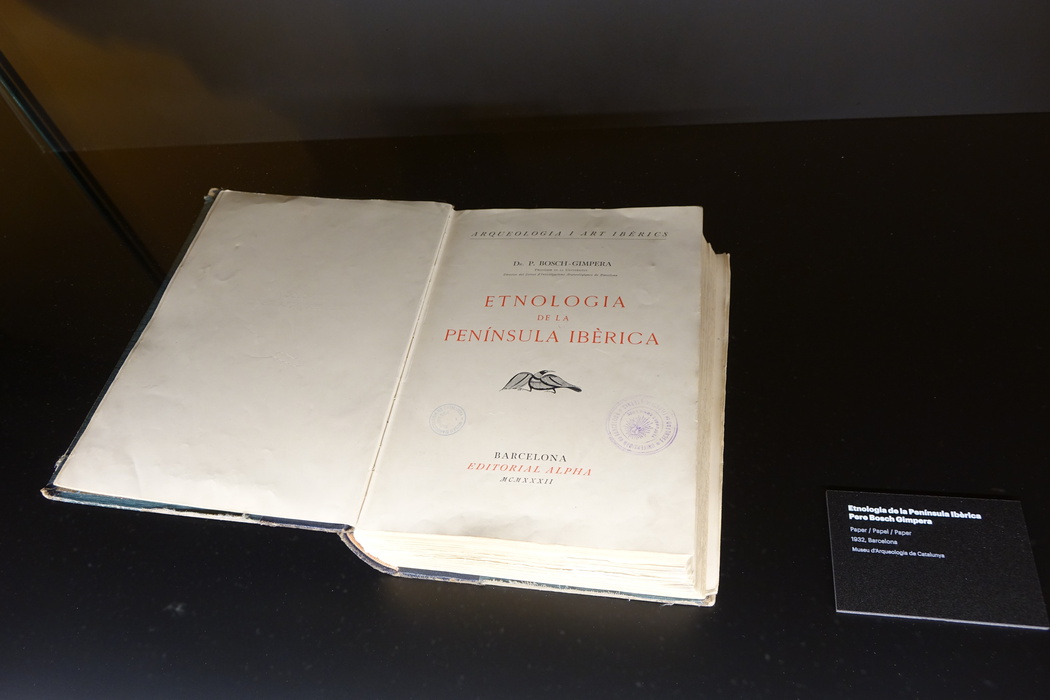 ARQUEOLOGIA I ART IBÈRICS
Dr. P. BOSCH-GIMPERA
ETNOLOGIA
DE LA
PENÍNSULA IBÈRICA
BARCELONA
EDITORIAL ALPHA
MCMXXXII
Etnologia de la Península Ibèrica
Pere Bosch Gimpera
Paper / Papel / Paper
1932, Barcelona
Museu d'Arqueologia de Catalunya